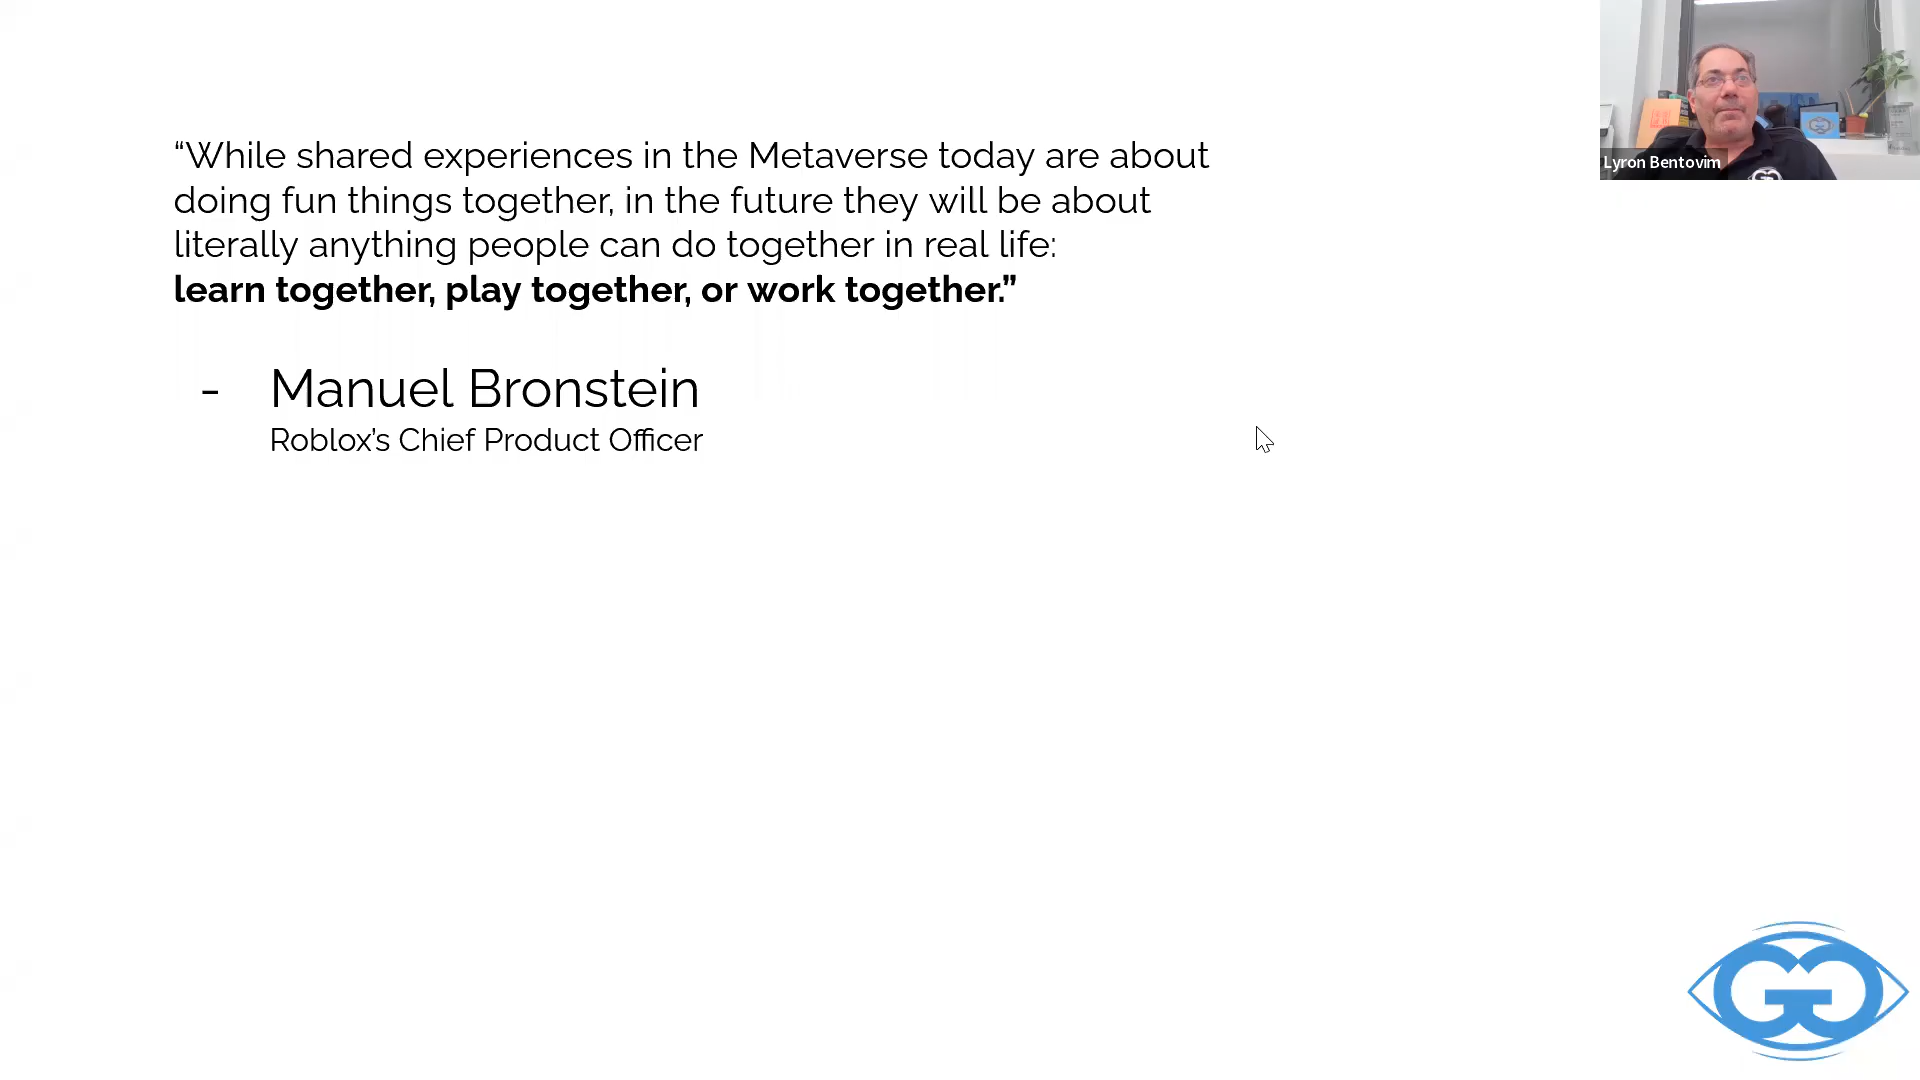 “While shared experiences in the Metaverse today are about
doing fun things together, in the future they will be about
literally anything people can do together in real life:
learn together, play together, or work together.”
- Manuel Bronstein
Roblox’s Chief Product Officer
Lyron Bentovim